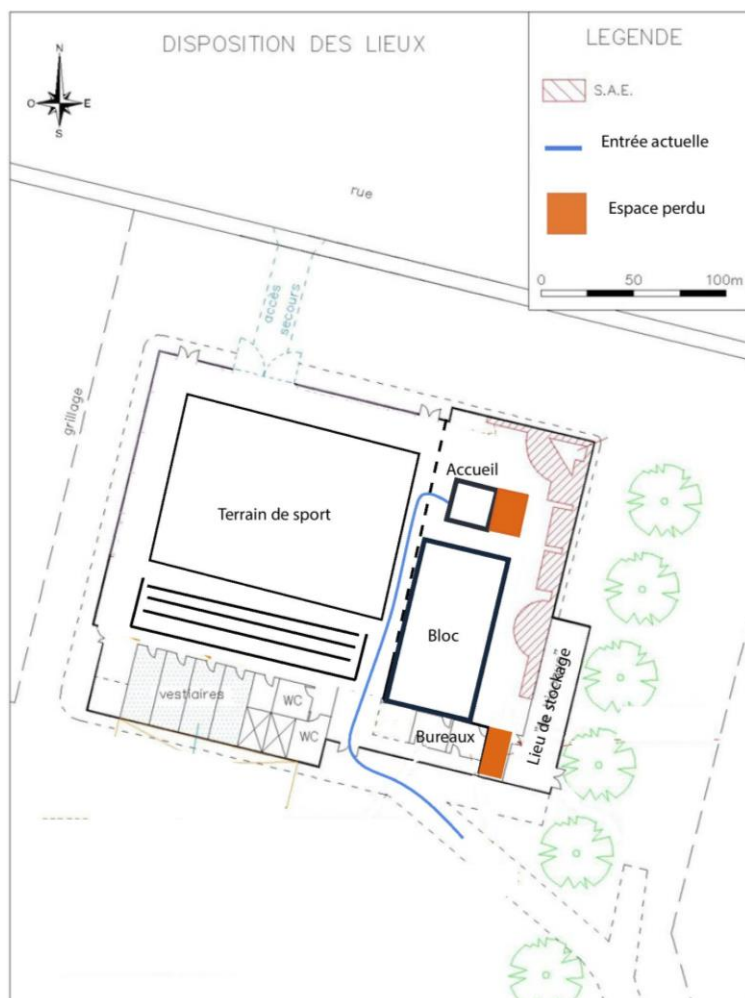 DISPOSITION DES LIEUX
N
O
E
S
LEGENDE
S.A.E.
Entrée actuelle
Espace perdu
0
50
100m
rue
accès
secours
grillage
Accueil
Terrain de sport
Bloc
Lieu de stockage
vestiaires
WC
WC
Bureaux